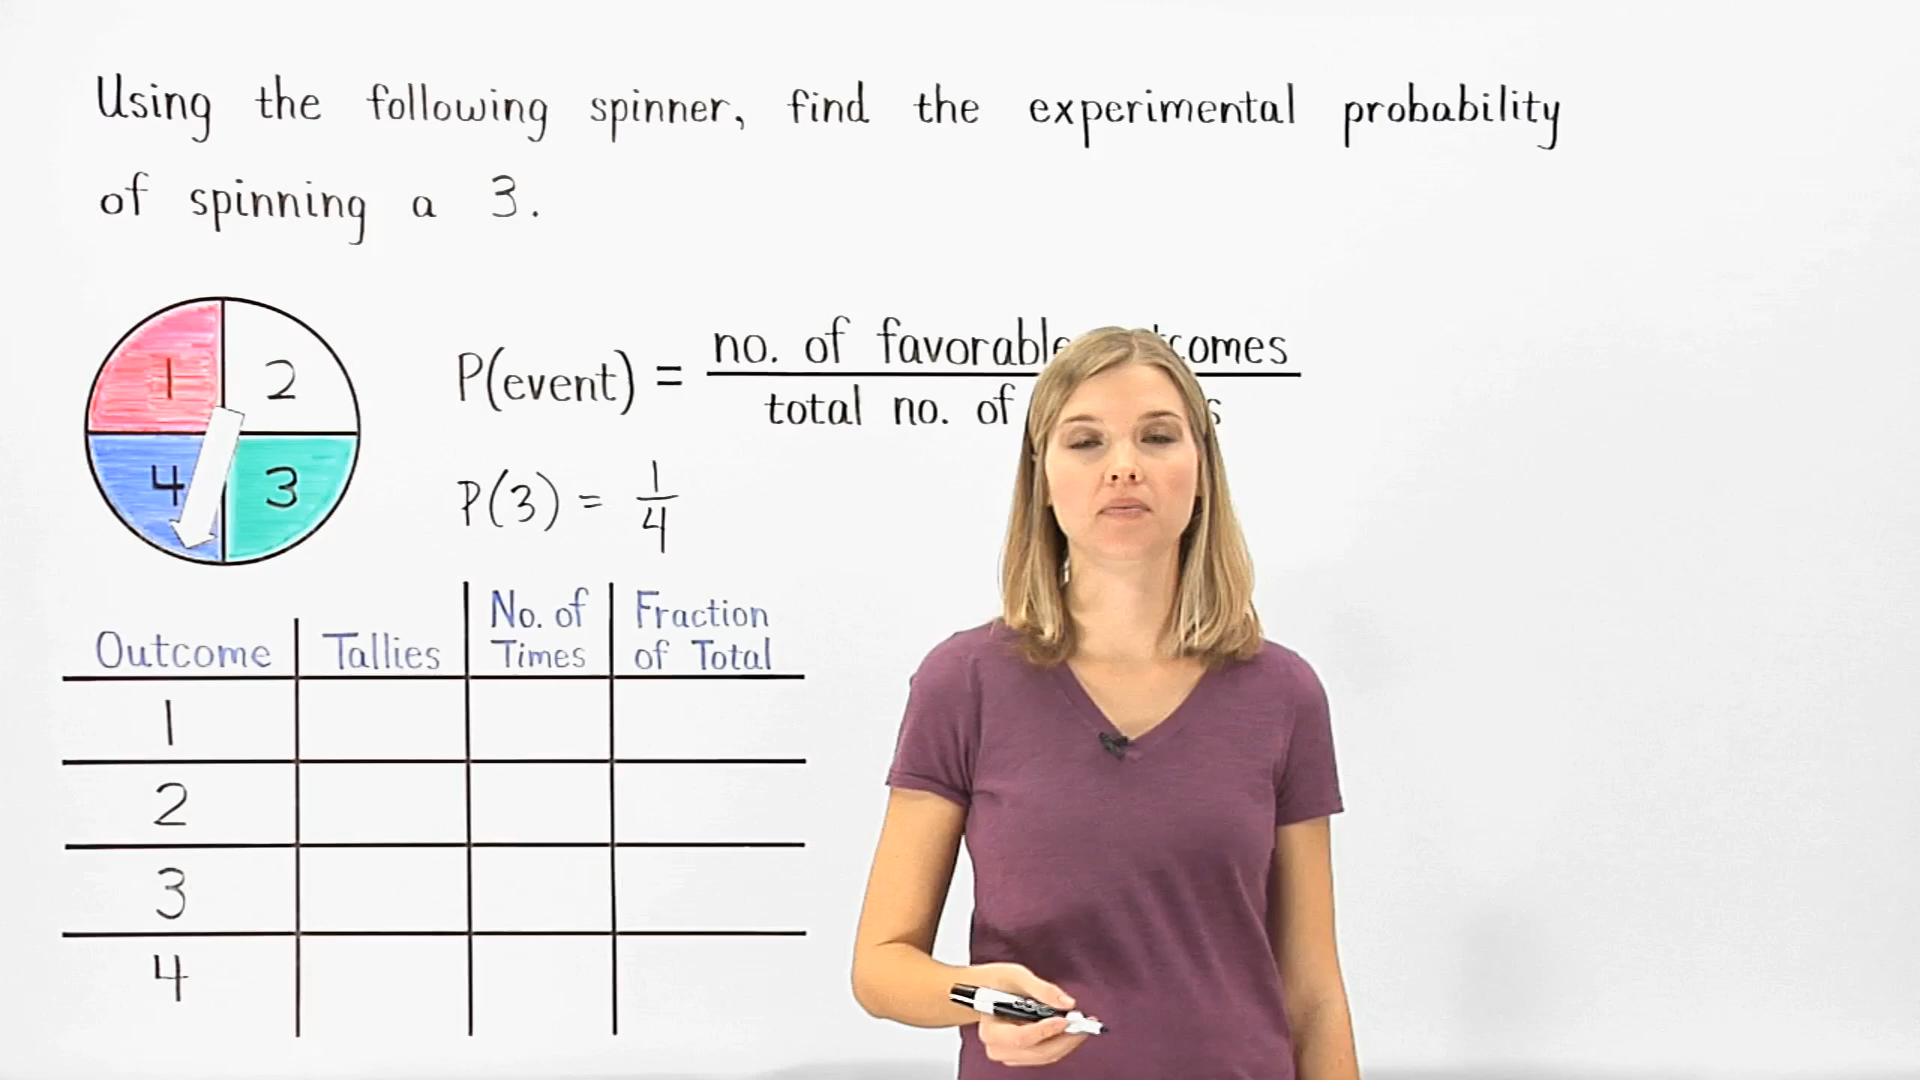 Using the following spinner, find the experimental probability
of spinning a 3.
1 2
4 3
P(event) = no. of favorable
total no. of
P(3) = 1/4
Outcome Tallies No. of Times Fraction of Total
1
2
3
4